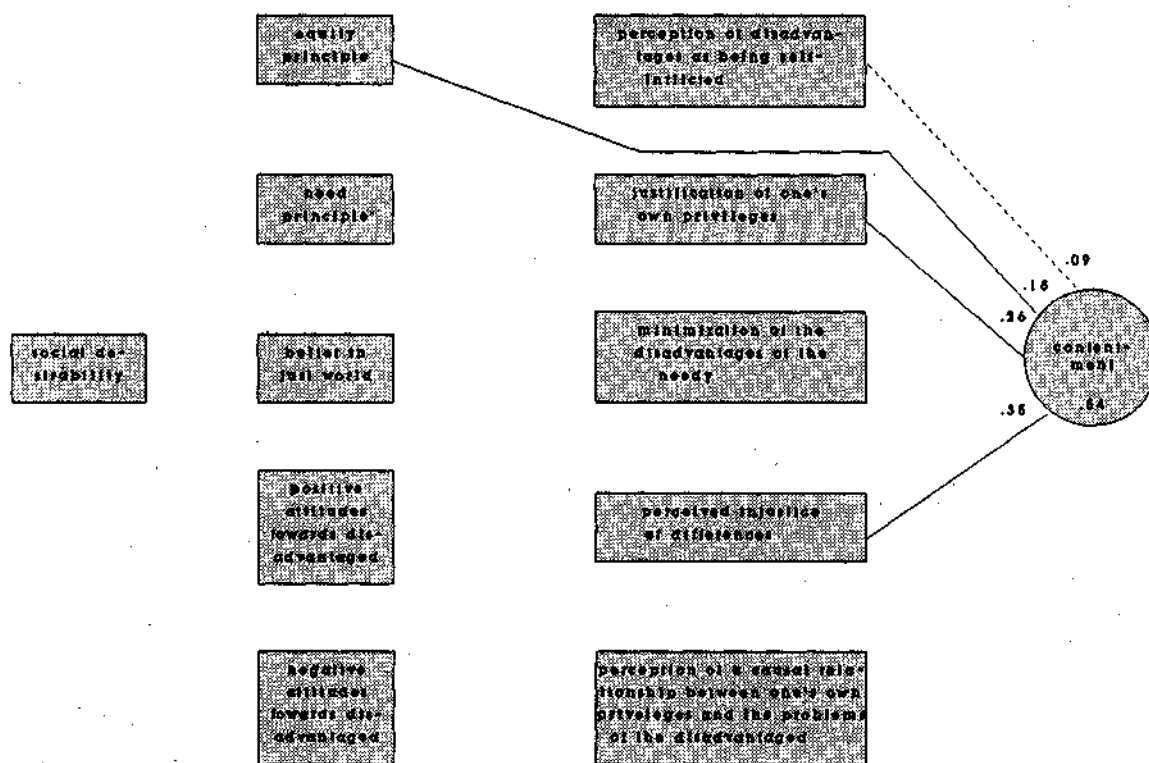 equity
principle
perception of disadvan-
tages as being self-
inflicted
need
principle
justification of one's
own privileges
.09
.15
.26
social de-
sirability
belief in
just world
minimization of the
disadvantages of the
needy
content-
ment
.54
.35
positive
attitudes
towards dis-
advantaged
perceived injustice
of differences
negative
attitudes
towards dis-
advantaged
perception of a causal rela-
tionship between one's own
priveleges and the problems
of the disadvantaged